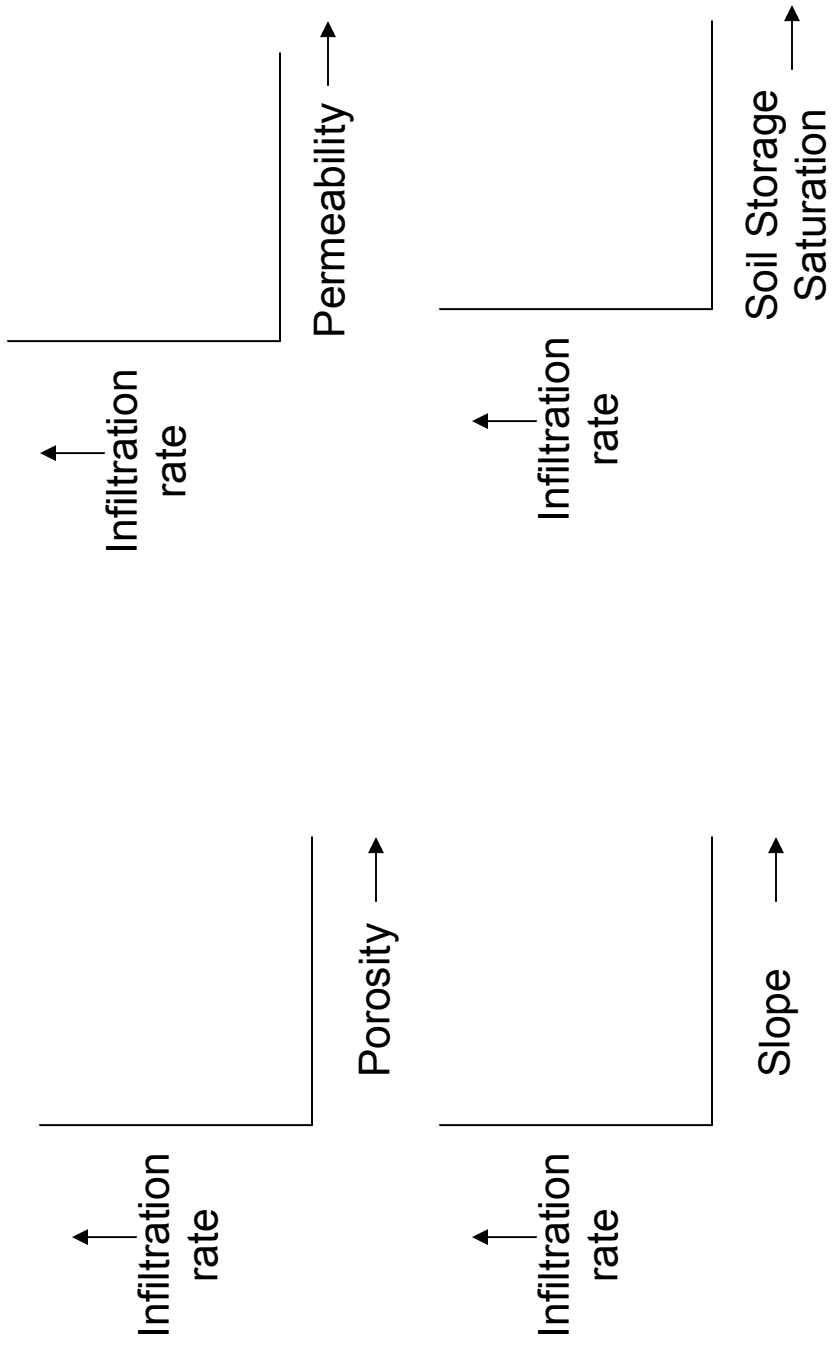 Infiltration
rate
Porosity
Infiltration
rate
Permeability
Infiltration
rate
Slope
Infiltration
rate
Soil Storage
Saturation